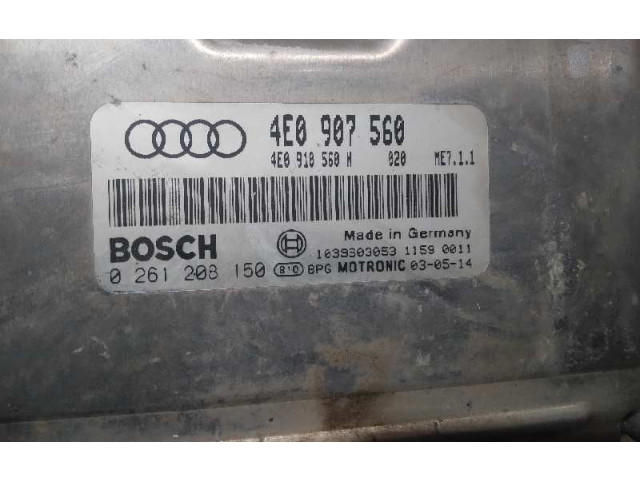 4E0 907 560
4E0 910 560 H 020 ME7.1.1
BOSCH Made in Germany
1039S03053 1159 0011
0 261 208 150 BPG MOTRONIC 03-05-14